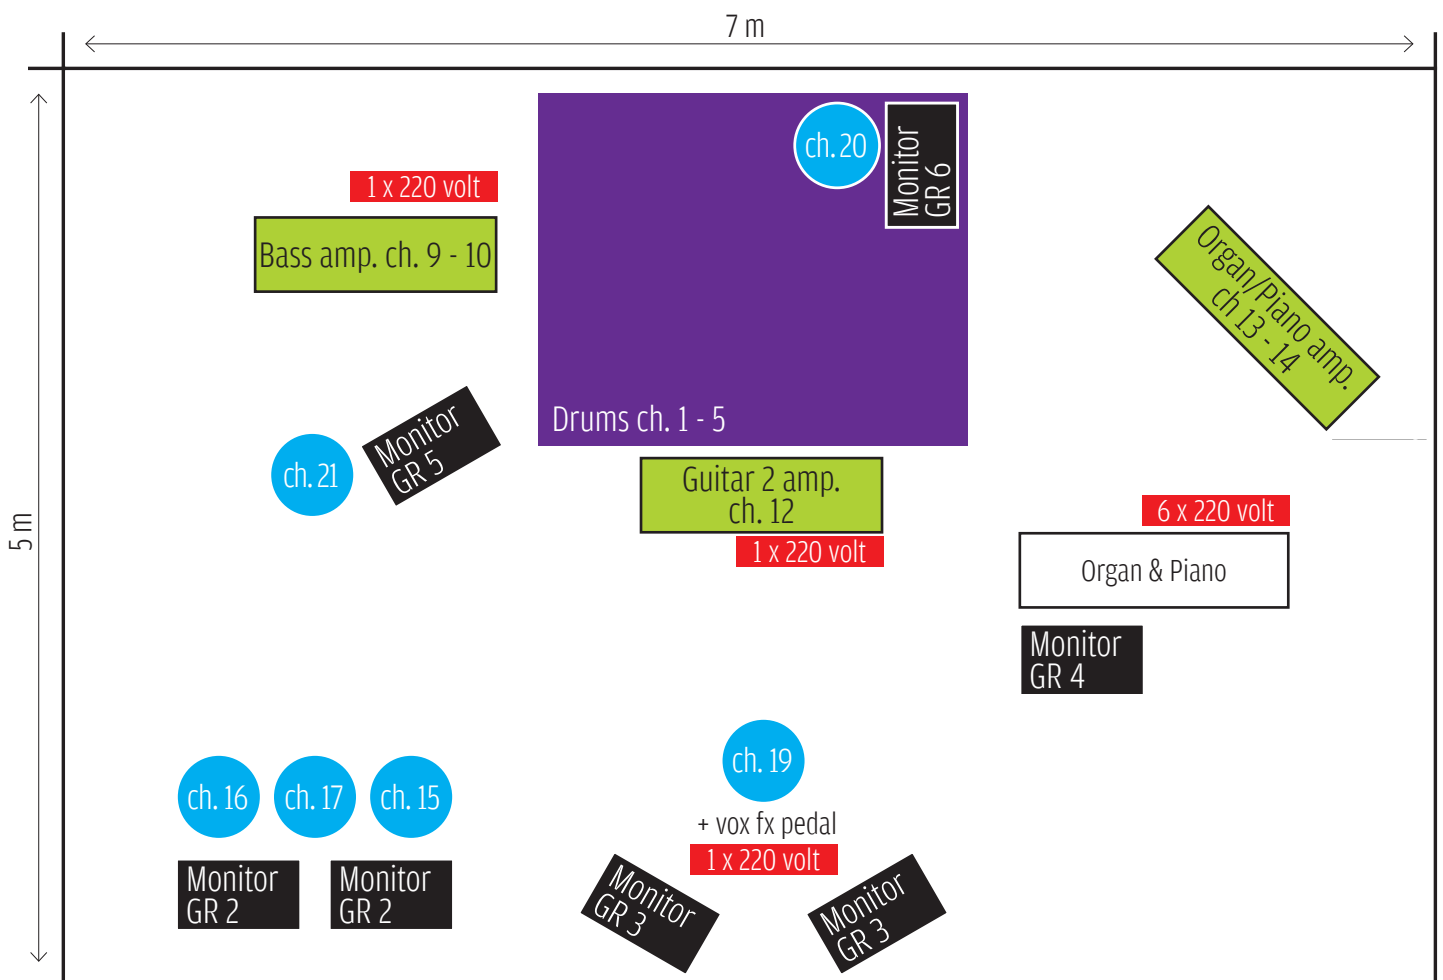 7 m
5 m
ch. 20
Monitor
GR 6
1 x 220 volt
Bass amp. ch. 9 - 10
Organ/Piano amp.
ch 13 - 14
Drums ch. 1 - 5
Monitor
GR 5
ch. 21
Guitar 2 amp.
ch. 12
1 x 220 volt
6 x 220 volt
Organ & Piano
Monitor
GR 4
ch. 19
+ vox fx pedal
1 x 220 volt
ch. 16
ch. 17
ch. 15
Monitor
GR 2
Monitor
GR 2
Monitor
GR 3
Monitor
GR 3